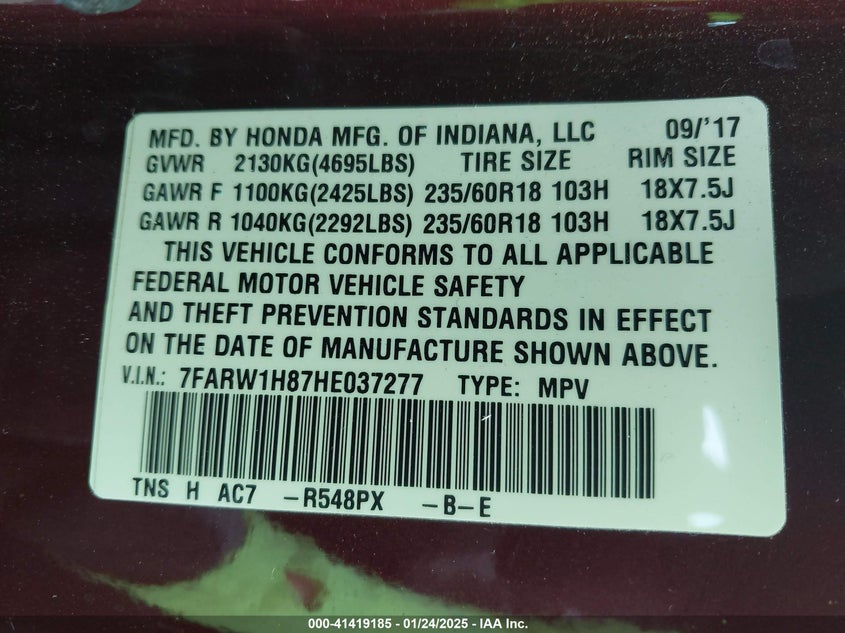 MFD. BY HONDA MFG. OF INDIANA, LLC 09/'17
GVWR 2130KG(4695LBS) TIRE SIZE RIM SIZE
GAWR F 1100KG(2425LBS) 235/60R18 103H 18X7.5J
GAWR R 1040KG(2292LBS) 235/60R18 103H 18X7.5J
THIS VEHICLE CONFORMS TO ALL APPLICABLE
FEDERAL MOTOR VEHICLE SAFETY
AND THEFT PREVENTION STANDARDS IN EFFECT
ON THE DATE OF MANUFACTURE SHOWN ABOVE.
V.I.N.: 7FARW1H87HE037277 TYPE: MPV
TNS H AC7 -R548PX -B-E
000-41419185 - 01/24/2025 - IAA Inc.